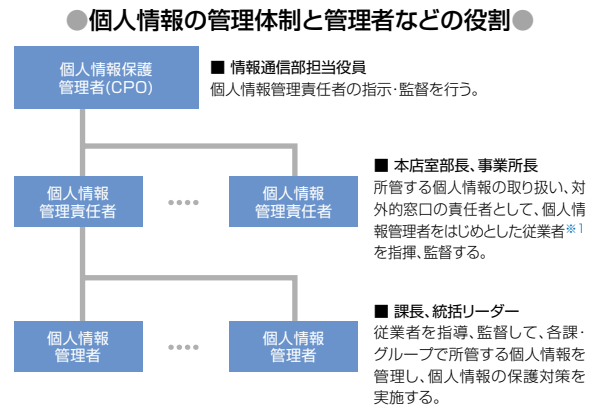 ●個人情報の管理体制と管理者などの役割●
個人情報保護
管理者(CPO)
■ 情報通信部担当役員
個人情報管理責任者の指示・監督を行う。
個人情報
管理責任者
・・・・
個人情報
管理責任者
■ 本店室部長、事業所長
所管する個人情報の取り扱い、対
外的窓口の責任者として、個人情
報管理者をはじめとした従業者※1
を指揮、監督する。
個人情報
管理者
・・・・
個人情報
管理者
■ 課長、統括リーダー
従業者を指導、監督して、各課・
グループで所管する個人情報を
管理し、個人情報の保護対策を
実施する。